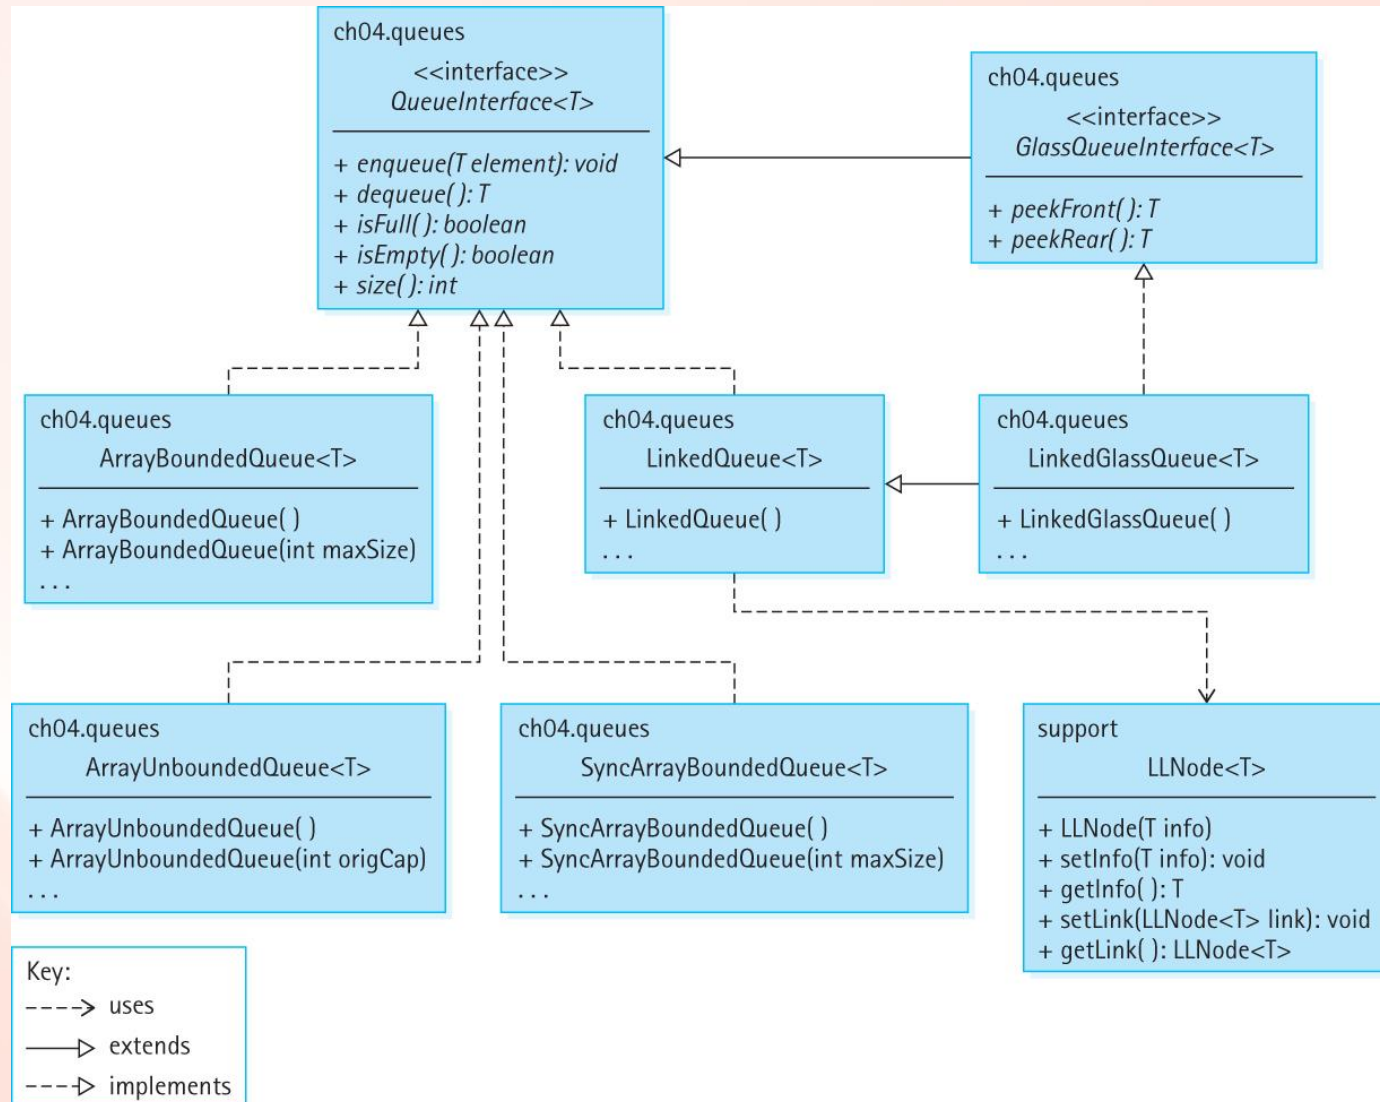 ch04.queues
<<interface>>
QueueInterface<T>
+ enqueue(T element): void
+ dequeue( ): T
+ isFull( ): boolean
+ isEmpty( ): boolean
+ size( ): int
ch04.queues
<<interface>>
GlassQueueInterface<T>
+ peekFront( ): T
+ peekRear( ): T
ch04.queues
ArrayBoundedQueue<T>
+ ArrayBoundedQueue( )
+ ArrayBoundedQueue(int maxSize)
. . .
ch04.queues
LinkedQueue<T>
+ LinkedQueue( )
. . .
ch04.queues
LinkedGlassQueue<T>
+ LinkedGlassQueue( )
. . .
ch04.queues
ArrayUnboundedQueue<T>
+ ArrayUnboundedQueue( )
+ ArrayUnboundedQueue(int origCap)
. . .
ch04.queues
SyncArrayBoundedQueue<T>
+ SyncArrayBoundedQueue( )
+ SyncArrayBoundedQueue(int maxSize)
. . .
support
LLNode<T>
+ LLNode(T info)
+ setInfo(T info): void
+ getInfo( ): T
+ setLink(LLNode<T> link): void
+ getLink( ): LLNode<T>
Key:
uses
extends
implements